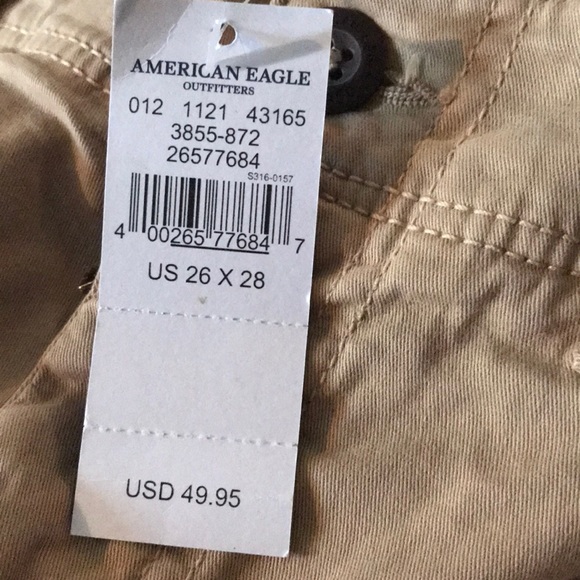 AMERICAN EAGLE
OUTFITTERS
012 1121 43165
3855-872
26577684
S316-0157
4 00265 77684 7
US 26 X 28
USD 49.95